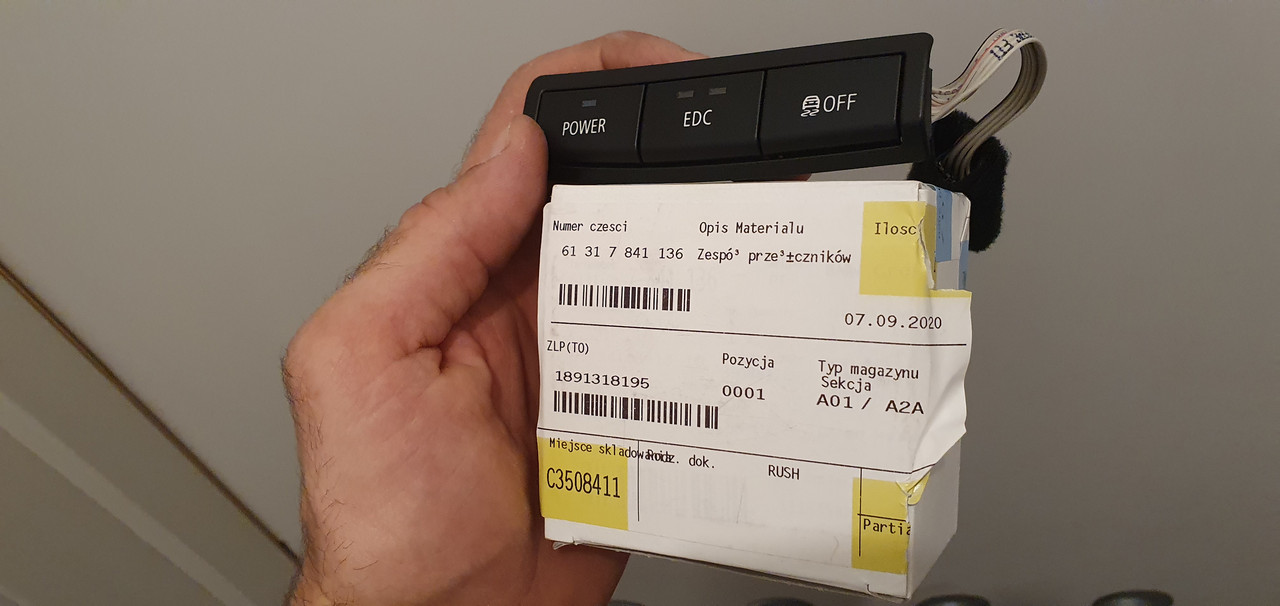 POWER
EDC
OFF
Numer czesci
Opis Materialu
Ilosc
61 31 7 841 136
Zespó³ prze³±czników
07.09.2020
ZLP(TO)
Pozycja
Typ magazynu
Sekcja
1891318195
0001
A01 / A2A
Miejsce skladowania
Rodz. dok.
RUSH
C3508411
Partia